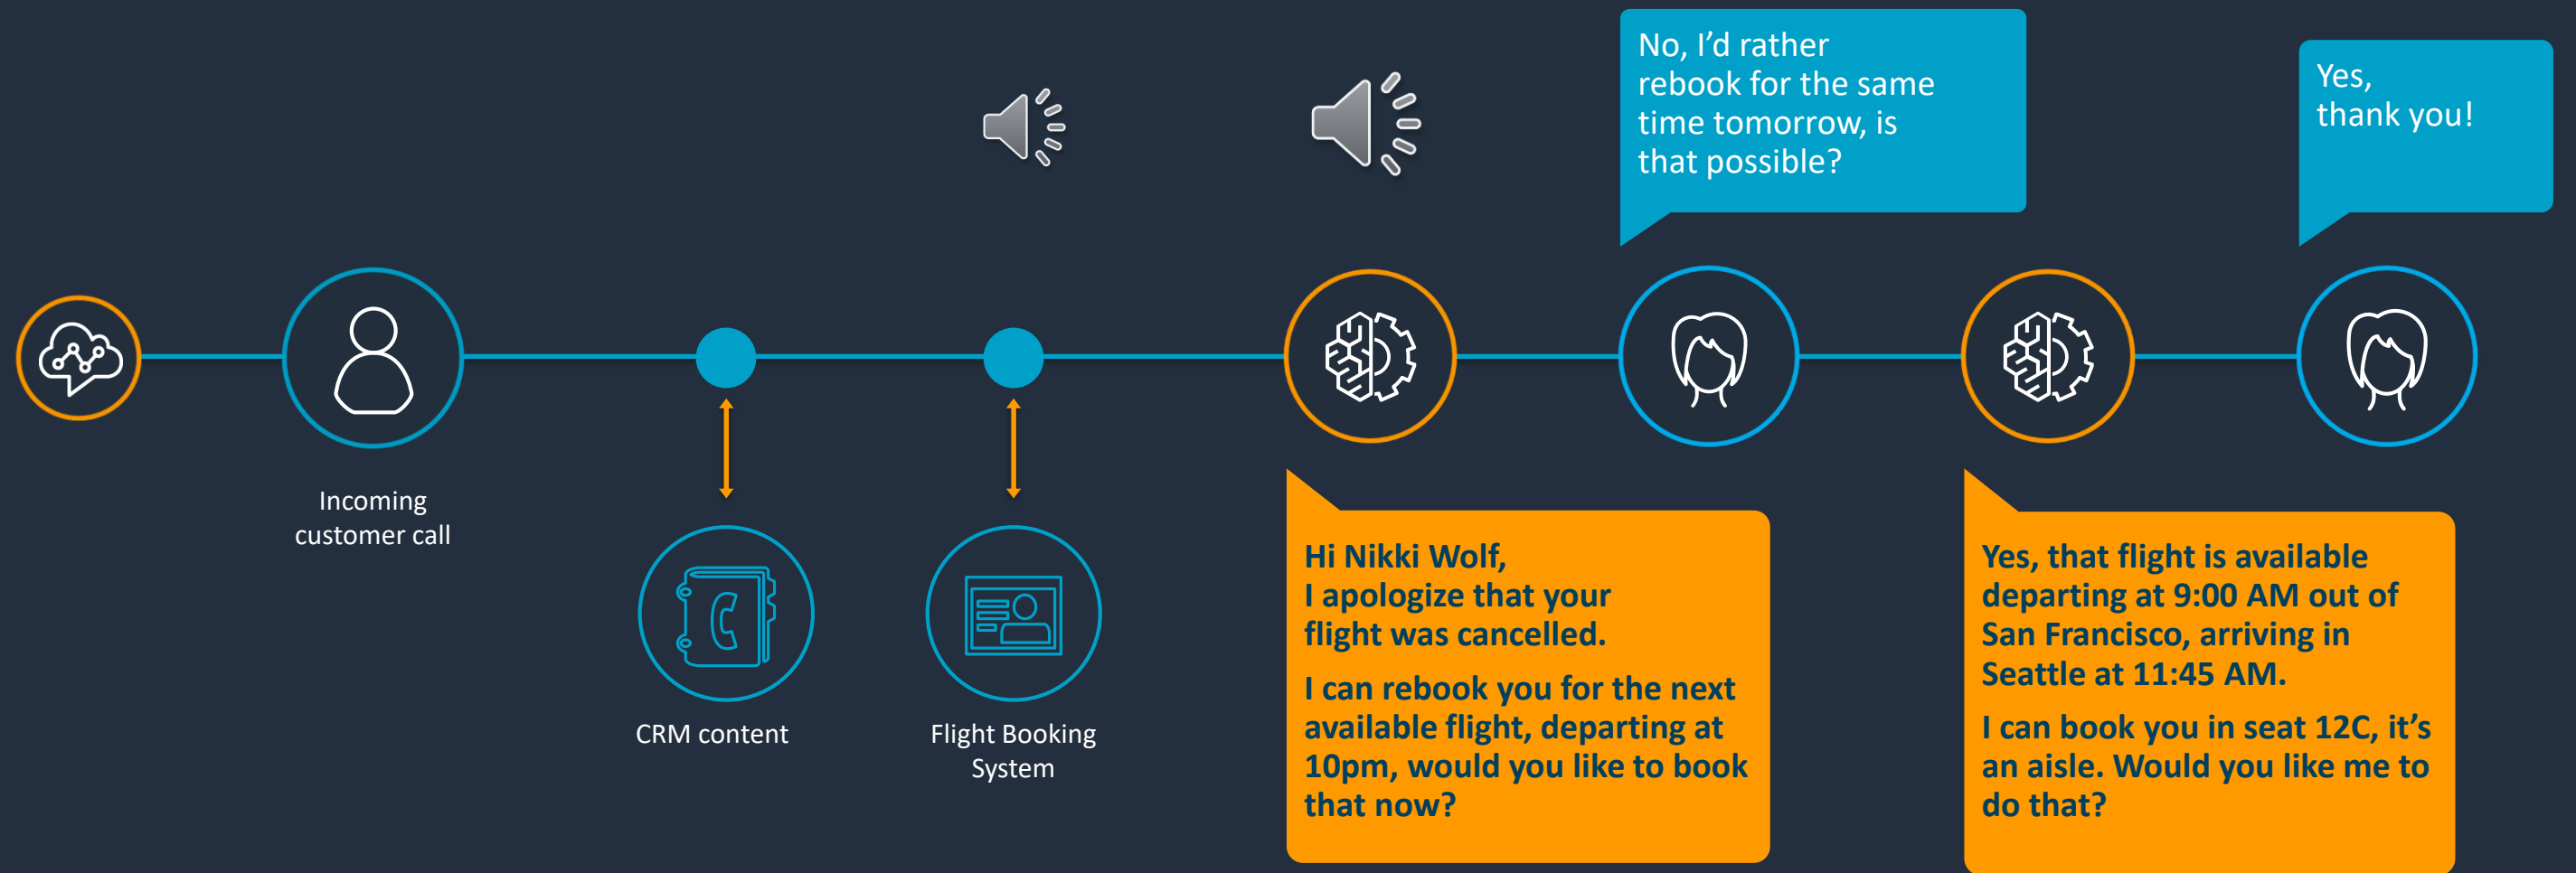 Incoming
customer call
CRM content
Flight Booking
System
Hi Nikki Wolf,
I apologize that your
flight was cancelled.
I can rebook you for the next
available flight, departing at
10pm, would you like to book
that now?
No, I’d rather
rebook for the same
time tomorrow, is
that possible?
Yes, that flight is available
departing at 9:00 AM out of
San Francisco, arriving in
Seattle at 11:45 AM.
I can book you in seat 12C, it’s
an aisle. Would you like me to
do that?
Yes,
thank you!